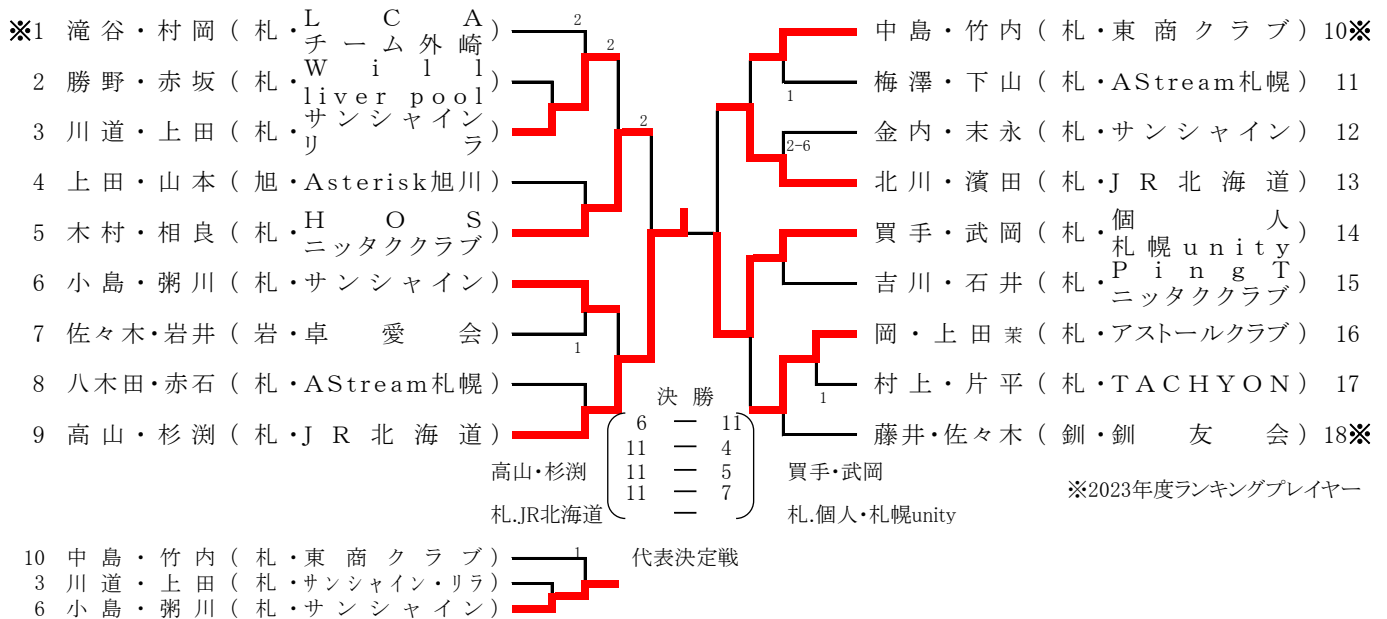 ※1 滝谷・村岡 ( 札・LCA チーム外崎 )
2 勝野・赤坂 ( 札・Will liver pool )
3 川道・上田 ( 札・サンシャイン リラ )
4 上田・山本 ( 旭・Asterisk旭川 )
5 木村・相良 ( 札・HOS ニッタククラブ )
6 小島・粥川 ( 札・サンシャイン )
7 佐々木・岩井 ( 岩・卓愛会 )
8 八木田・赤石 ( 札・AStream札幌 )
9 高山・杉渕 ( 札・JR北海道 )
2
2
2
1
中島・竹内 ( 札・東商クラブ ) 10※
梅澤・下山 ( 札・AStream札幌 ) 11
金内・末永 ( 札・サンシャイン ) 12
北川・濱田 ( 札・JR北海道 ) 13
買手・武岡 ( 札・個人 札幌unity ) 14
吉川・石井 ( 札・PingT ニッタククラブ ) 15
岡・上田茉 ( 札・アストールクラブ ) 16
村上・片平 ( 札・TACHYON ) 17
藤井・佐々木 ( 釧・釧友会 ) 18※
1
2-6
1
決勝
6 ― 11
11 ― 4
11 ― 5
11 ― 7
―
高山・杉渕
札.JR北海道
買手・武岡
札.個人・札幌unity
※2023年度ランキングプレイヤー
代表決定戦
10 中島・竹内 ( 札・東商クラブ )
3 川道・上田 ( 札・サンシャイン・リラ )
6 小島・粥川 ( 札・サンシャイン )
1